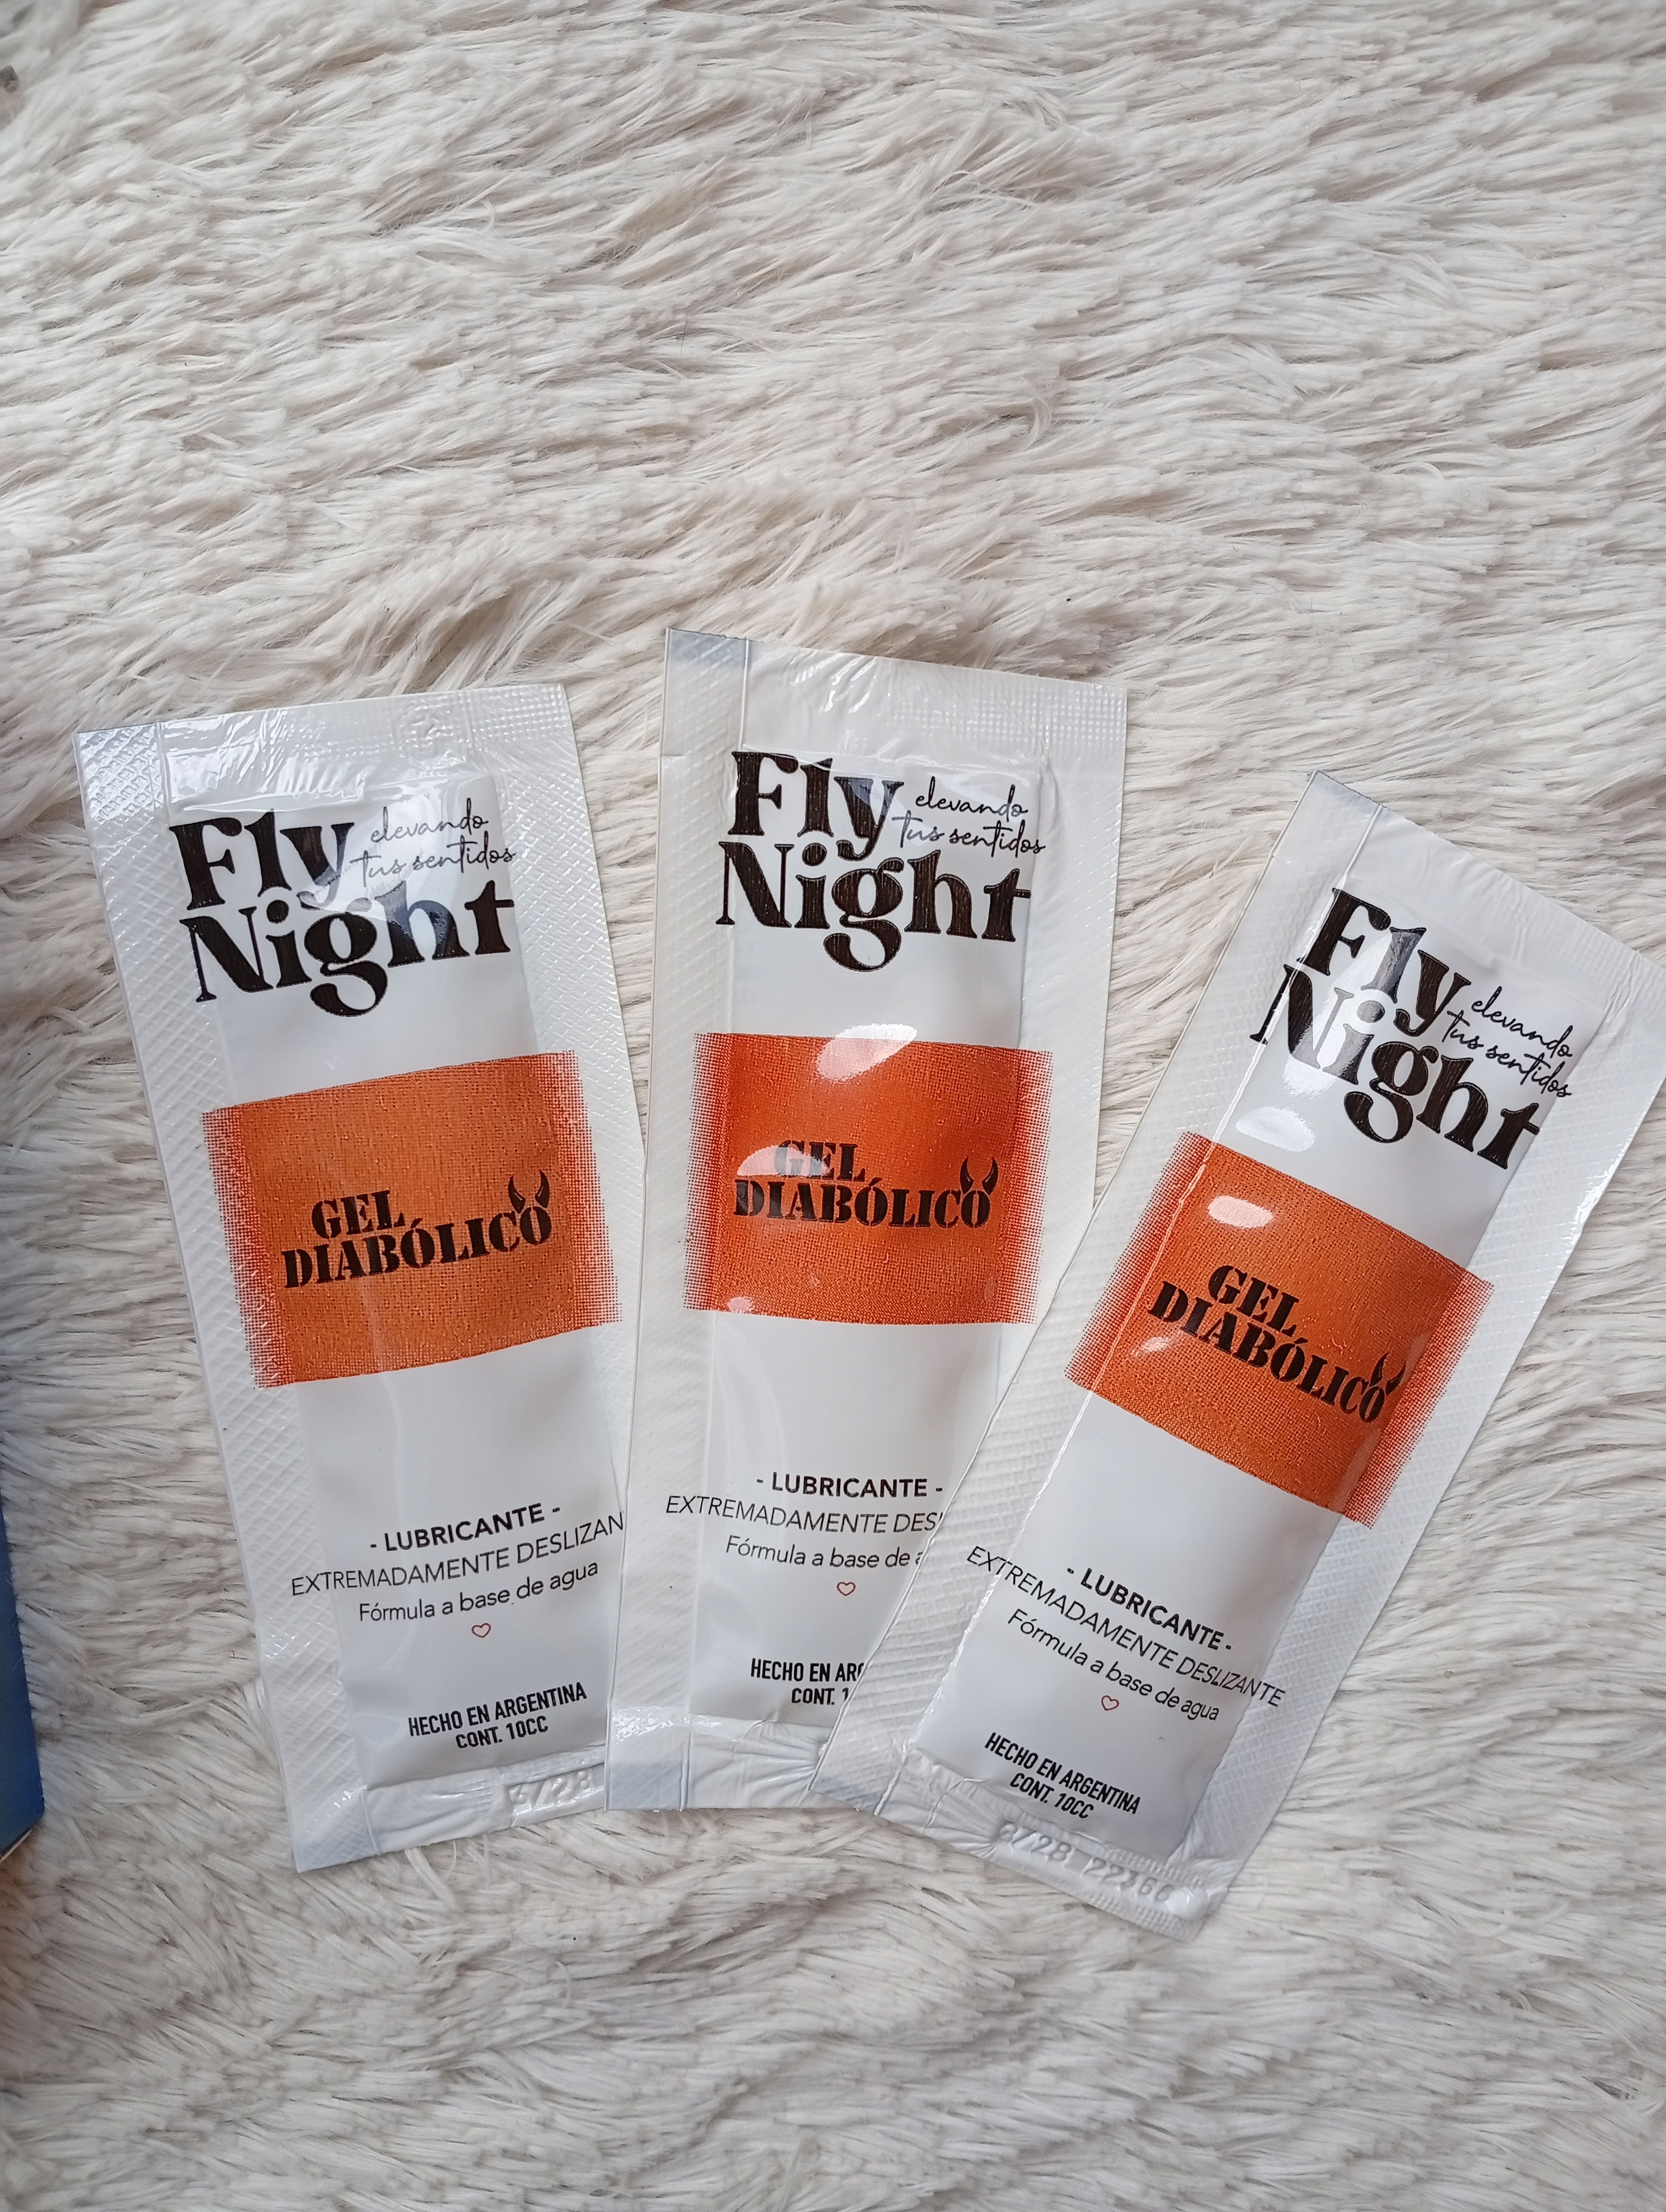 Fly elevando
tus sentidos
Night
GEL
DIABÓLICO
- LUBRICANTE -
EXTREMADAMENTE DESLIZAN
Fórmula a base de agua
HECHO EN ARGENTINA
CONT. 10CC
Fly elevando
tus sentidos
Night
GEL
DIABÓLICO
- LUBRICANTE -
EXTREMADAMENTE DES
Fórmula a base de
HECHO EN AR
CONT. 1
Fly elevando
tus sentidos
Night
GEL
DIABÓLICO
- LUBRICANTE -
EXTREMADAMENTE DESLIZANTE
Fórmula a base de agua
HECHO EN ARGENTINA
CONT. 10CC